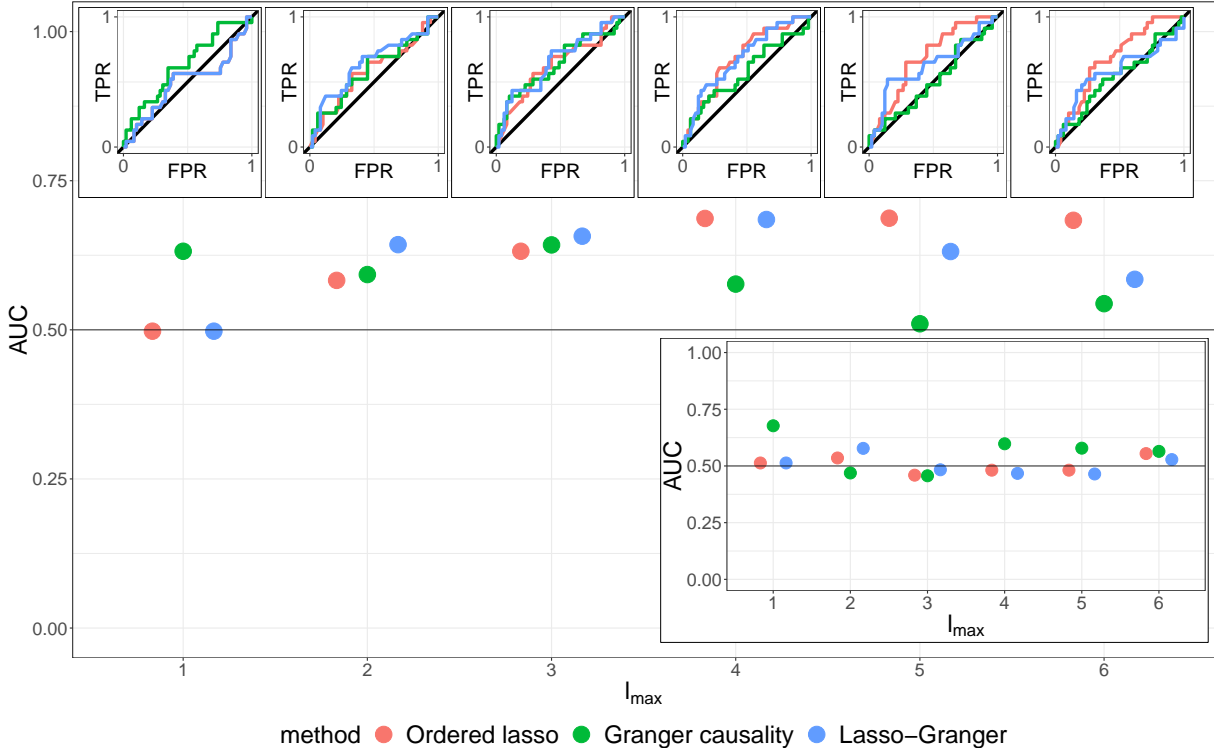 1.00
0.75
0.50
0.25
0.00
AUC
1
0
TPR
0 1
FPR
1
0
TPR
0 1
FPR
1
0
TPR
0 1
FPR
1
0
TPR
0 1
FPR
1
0
TPR
0 1
FPR
1
0
TPR
0 1
FPR
1.00
0.75
0.50
0.25
0.00
AUC
1 2 3 4 5 6
lmax
1 2 3 4 5 6
lmax
method Ordered lasso Granger causality Lasso−Granger